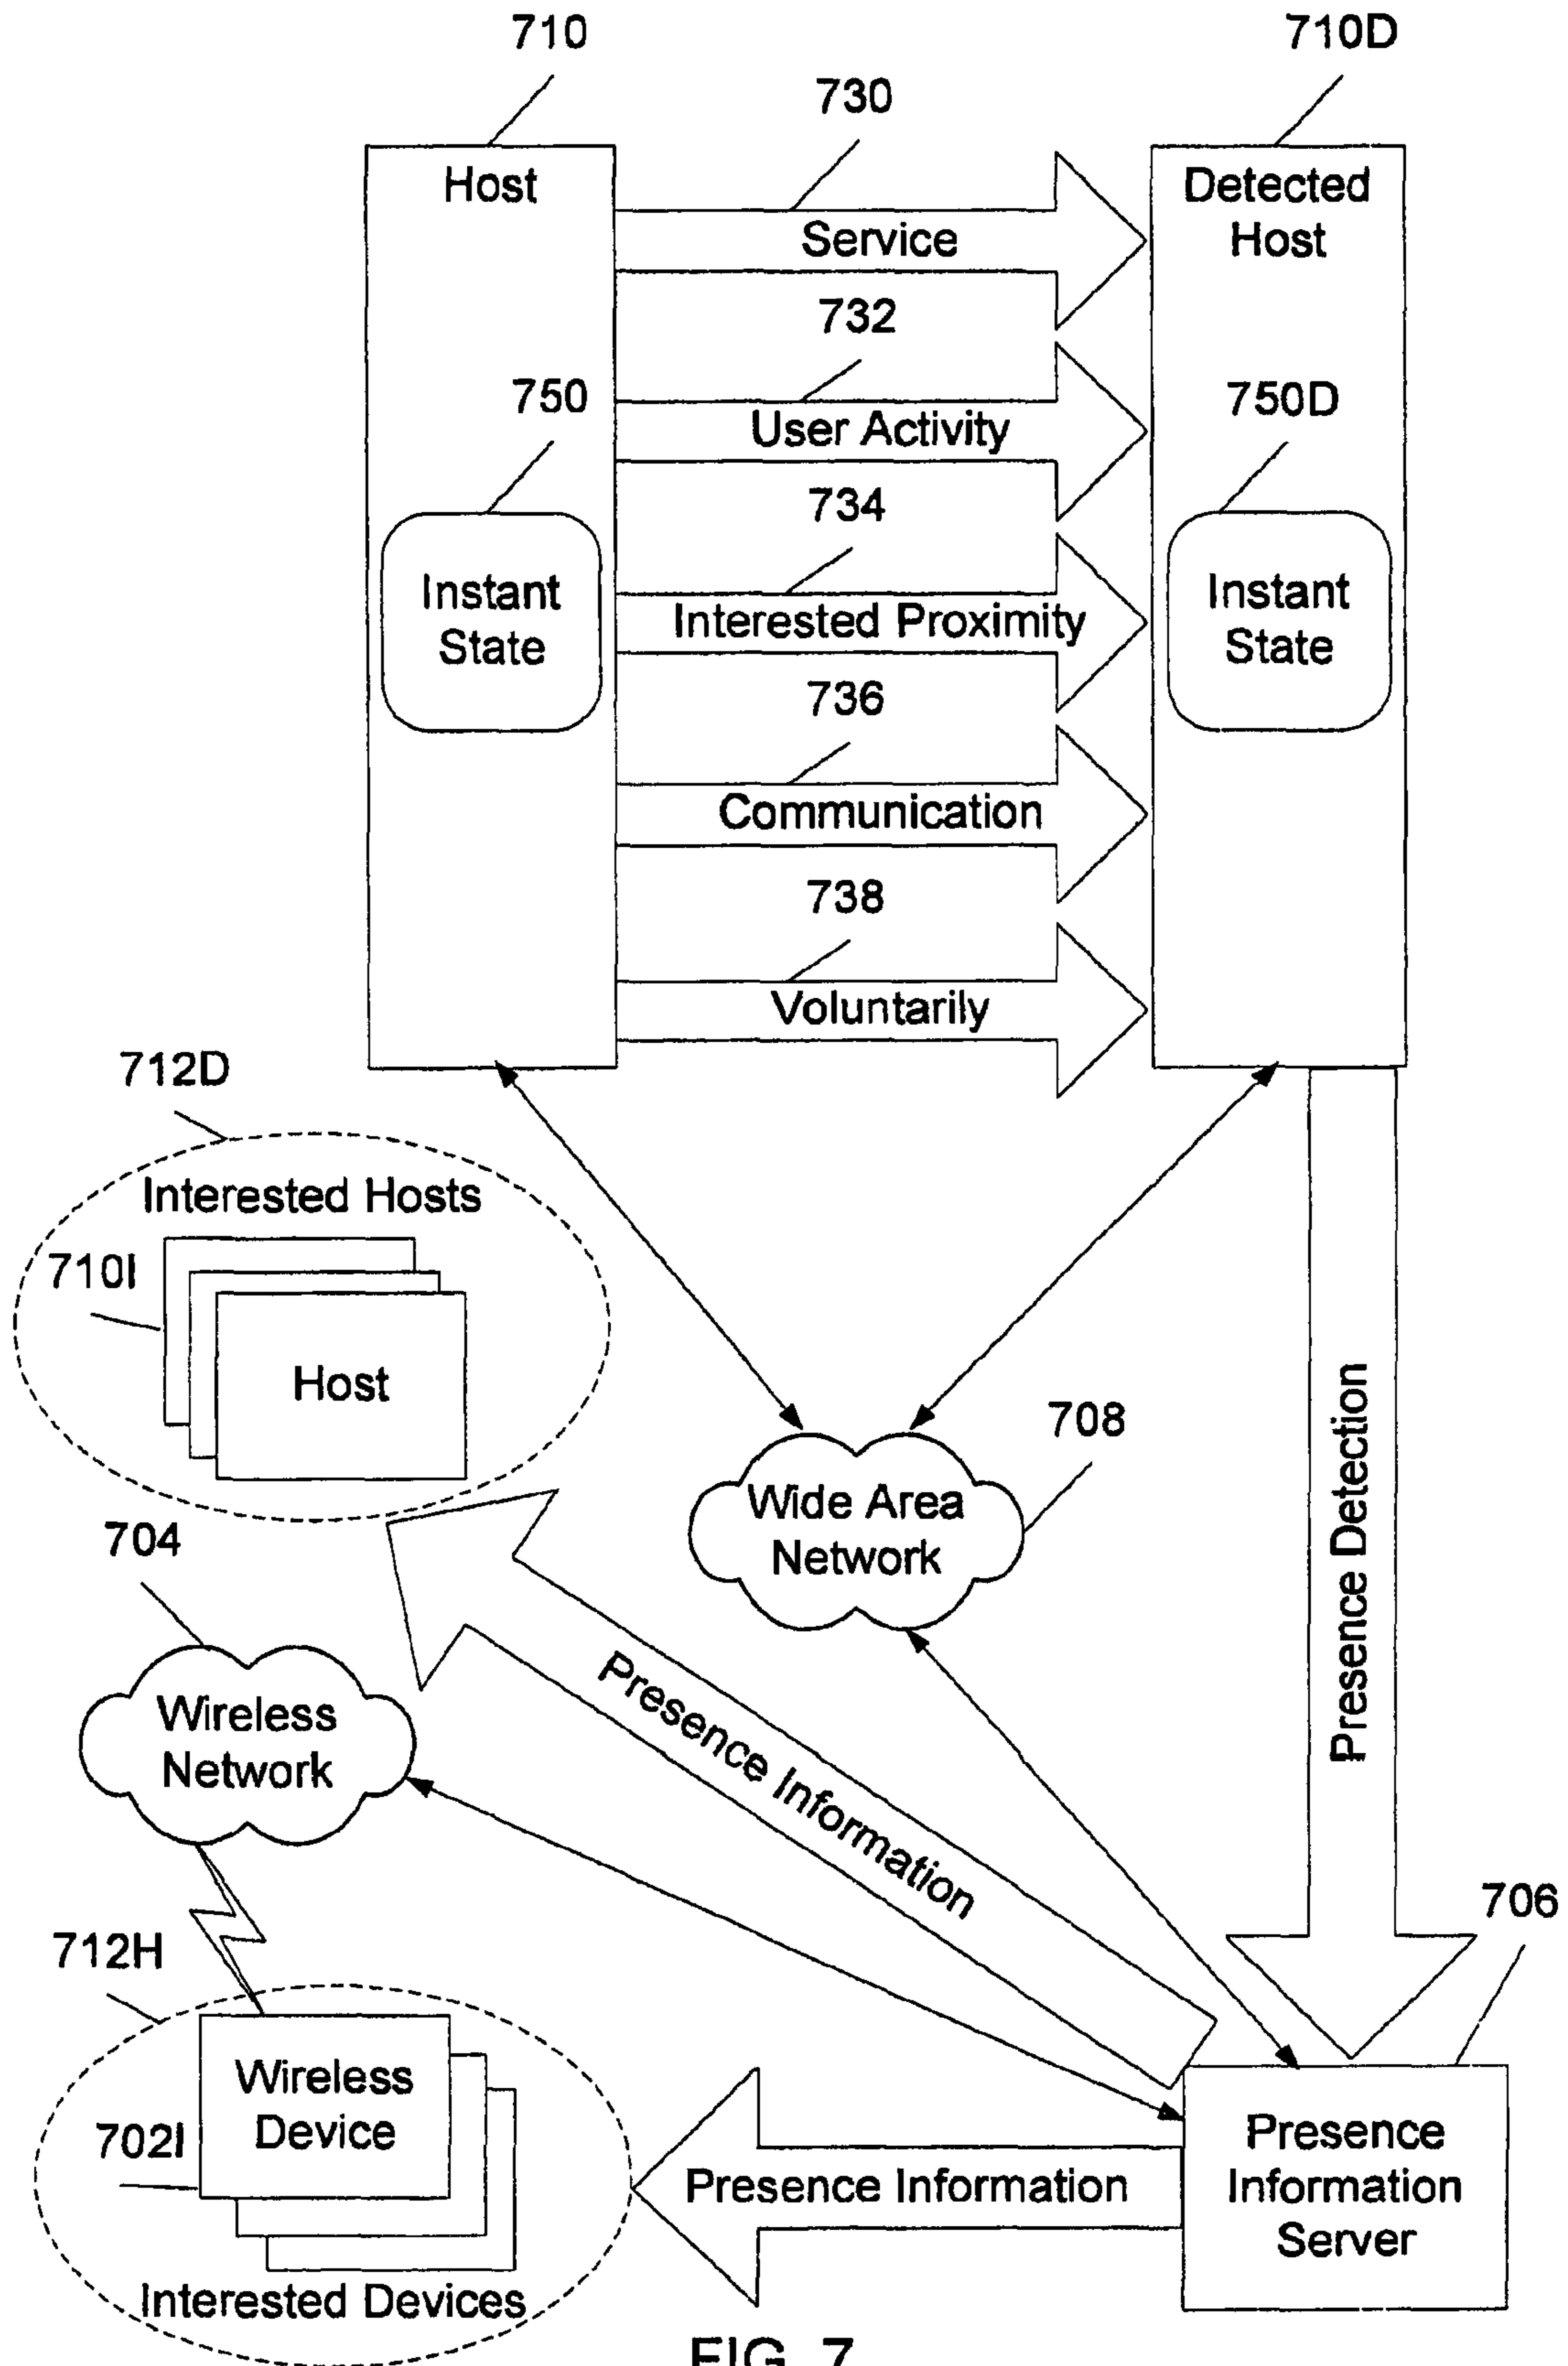 710
710D
730
Host
Detected
Host
Service
732
750
750D
User Activity
734
Instant
State
Interested Proximity
Instant
State
736
Communication
738
Voluntarily
712D
Interested Hosts
710I
Host
708
Wide Area
Network
Presence Detection
704
Wireless
Network
Presence Information
706
712H
Wireless
Device
702I
Interested Devices
Presence Information
Presence
Information
Server
FIG. 7